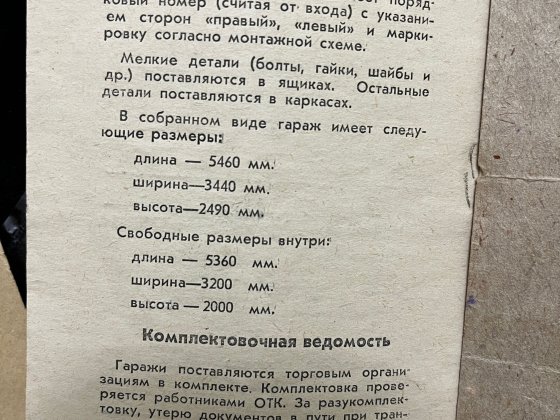 ковый номер (считая от входа) с указани-
ем сторон «правый», «левый» и марки-
ровку согласно монтажной схеме.
Мелкие детали (болты, гайки, шайбы и
др.) поставляются в ящиках. Остальные
детали поставляются в каркасах.
В собранном виде гараж имеет следу-
ющие размеры:
длина — 5460 мм.
ширина—3440 мм.
высота—2490 мм.
Свободные размеры внутри:
длина — 5360 мм.
ширина—3200 мм.
высота — 2000 мм.
Комплектовочная ведомость
Гаражи поставляются торговым органи-
зациям в комплекте. Комплектовка прове-
ряется работниками ОТК. За разукомплек-
товку, утерю документов в пути при тран-